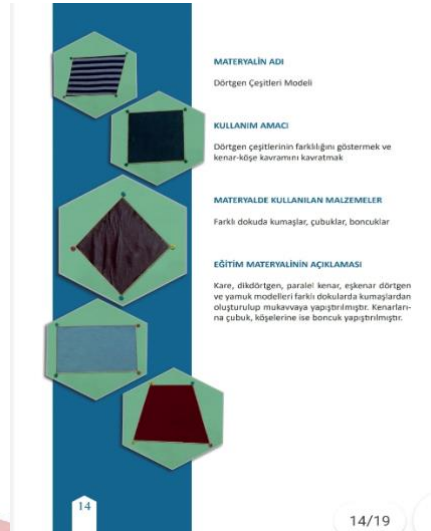 MATERYALİN ADI
Dörtgen Çeşitleri Modeli
KULLANIM AMACI
Dörtgen çeşitlerinin farklılığını göstermek ve
kenar-köşe kavramını kavratmak
MATERYALDE KULLANILAN MALZEMELER
Farklı dokuda kumaşlar, çubuklar, boncuklar
EĞİTİM MATERYALİNİN AÇIKLAMASI
Kare, dikdörtgen, paralel kenar, eşkenar dörtgen
ve yamuk modelleri farklı dokularda kumaşlardan
oluşturulup mukavvaya yapıştırılmıştır. Kenarları-
na çubuk, köşelerine ise boncuk yapıştırılmıştır.
14
14/19